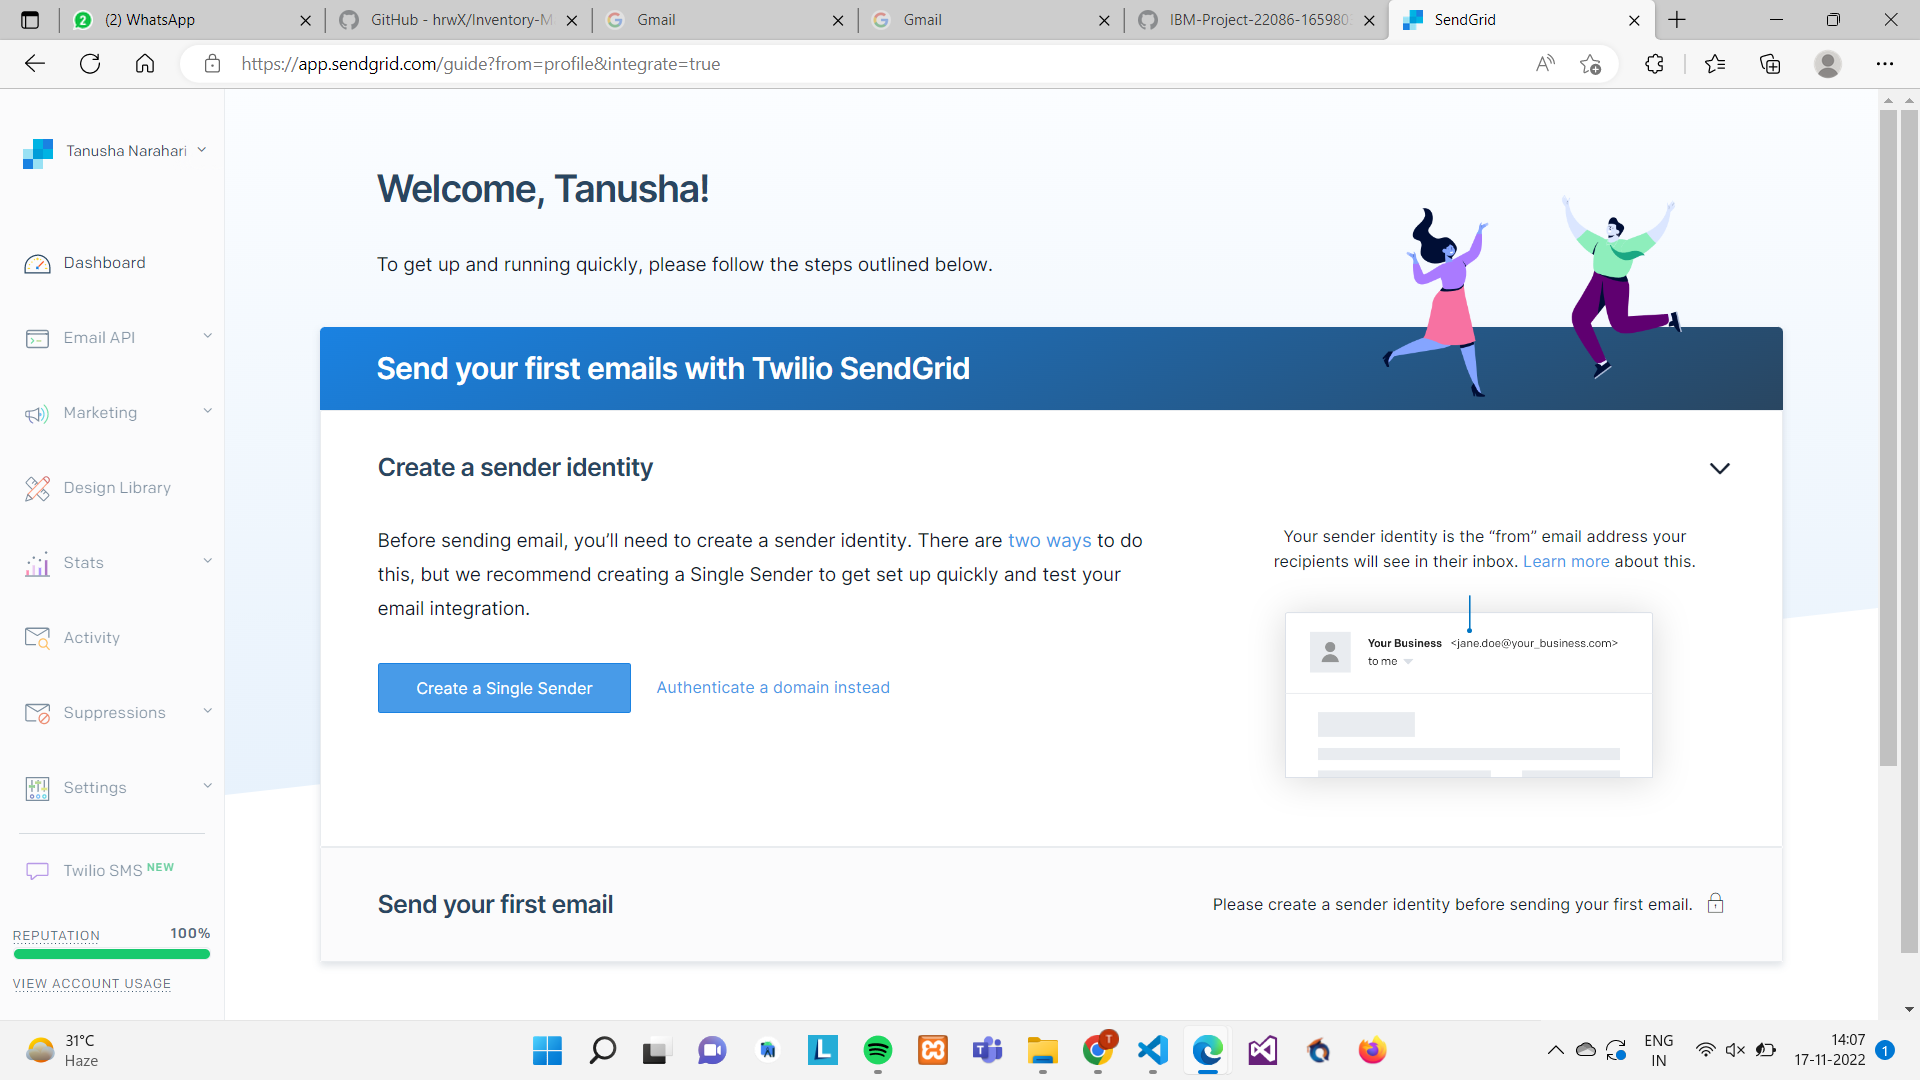 (2) WhatsApp
GitHub - hrwX/Inventory-M
Gmail
Gmail
IBM-Project-22086-165980
SendGrid
https://app.sendgrid.com/guide?from=profile&integrate=true
Tanusha Narahari
Dashboard
Email API
Marketing
Design Library
Stats
Activity
Suppressions
Settings
Twilio SMS NEW
REPUTATION 100%
VIEW ACCOUNT USAGE
Welcome, Tanusha!
To get up and running quickly, please follow the steps outlined below.
Send your first emails with Twilio SendGrid
Create a sender identity
Before sending email, you’ll need to create a sender identity. There are two ways to do
this, but we recommend creating a Single Sender to get set up quickly and test your
email integration.
Create a Single Sender
Authenticate a domain instead
Your sender identity is the “from” email address your
recipients will see in their inbox. Learn more about this.
Your Business <jane.doe@your_business.com>
to me
Send your first email
Please create a sender identity before sending your first email.
31°C
Haze
ENG
IN
14:07
17-11-2022
1